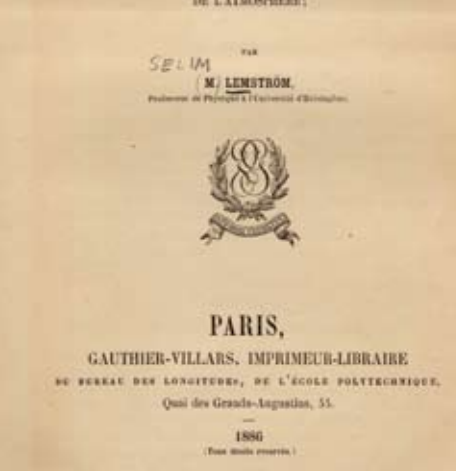 DE L'ATMOSPHÈRE,
PAR
SELIM
(M.) LEMSTRÖM,
Professeur de Physique à l'Université d'Helsingfors.
PARIS,
GAUTHIER-VILLARS, IMPRIMEUR-LIBRAIRE
DU BUREAU DES LONGITUDES, DE L'ÉCOLE POLYTECHNIQUE,
Quai des Grands-Augustins, 55.
1886
(Tous droits réservés.)